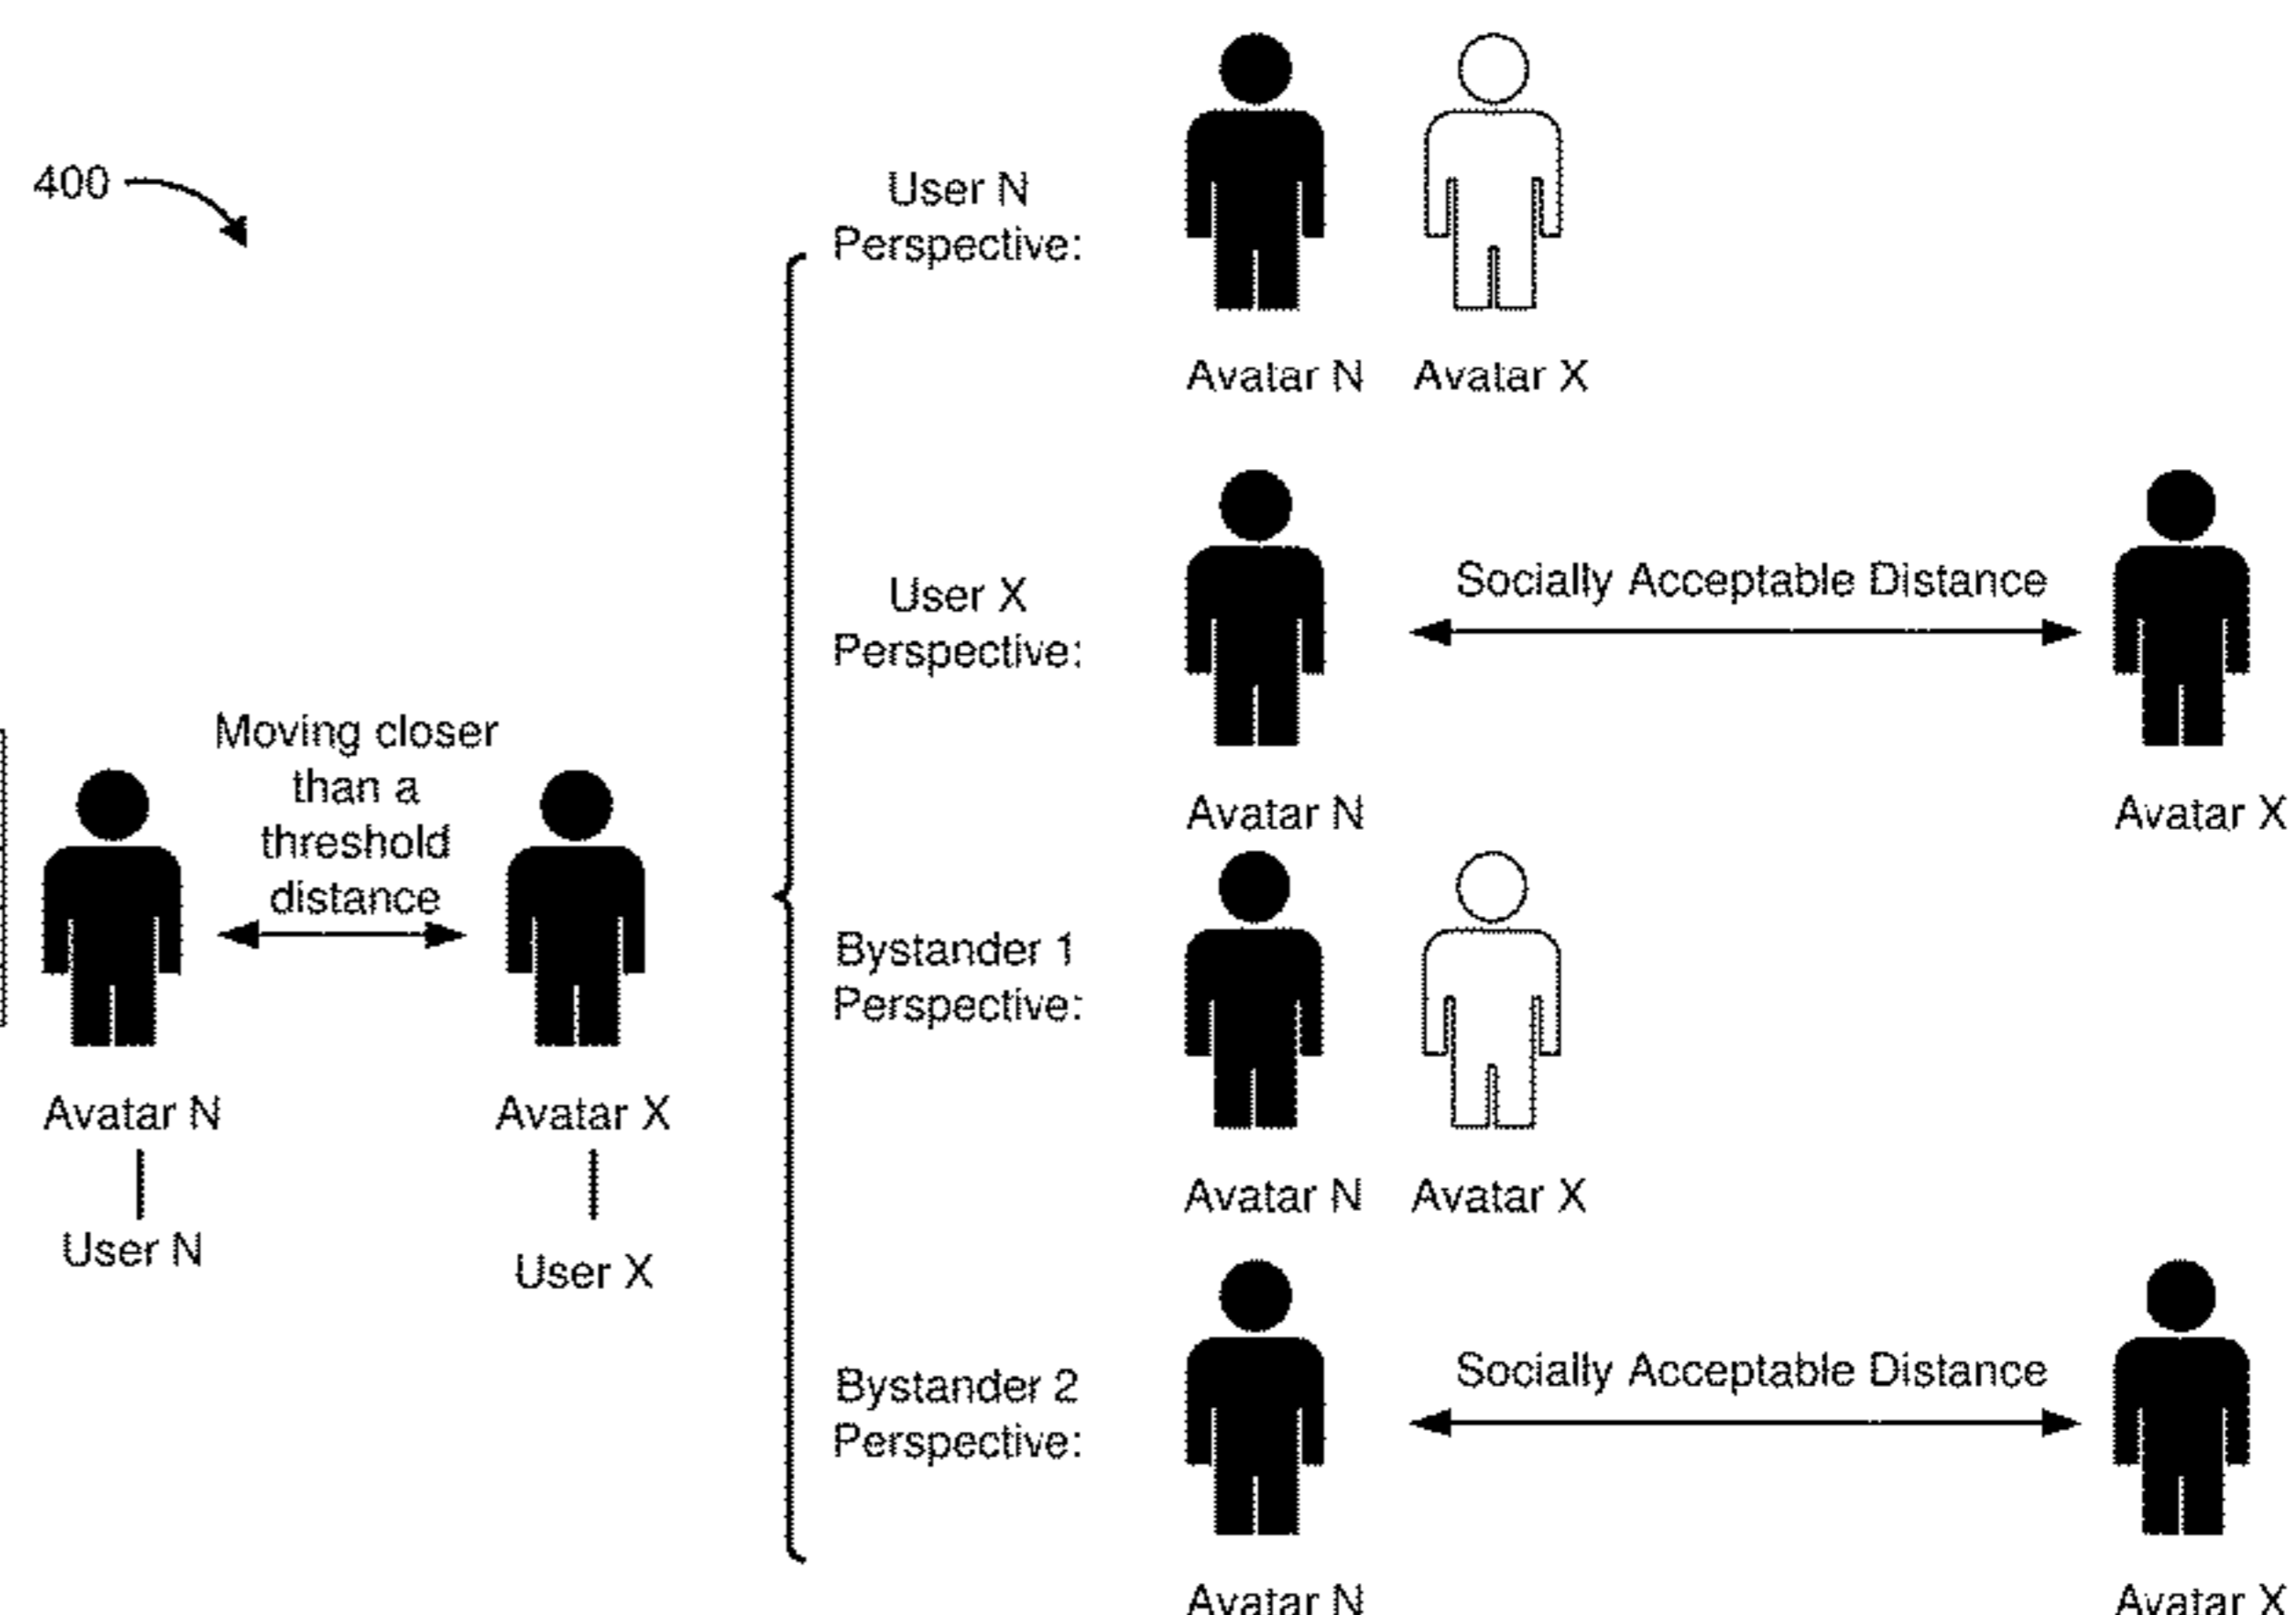 400
Moving closer
than a
threshold
distance
Avatar N
Avatar X
User N
User X
User N
Perspective:
Avatar N
Avatar X
User X
Perspective:
Socially Acceptable Distance
Avatar N
Avatar X
Bystander 1
Perspective:
Avatar N
Avatar X
Bystander 2
Perspective:
Socially Acceptable Distance
Avatar N
Avatar X